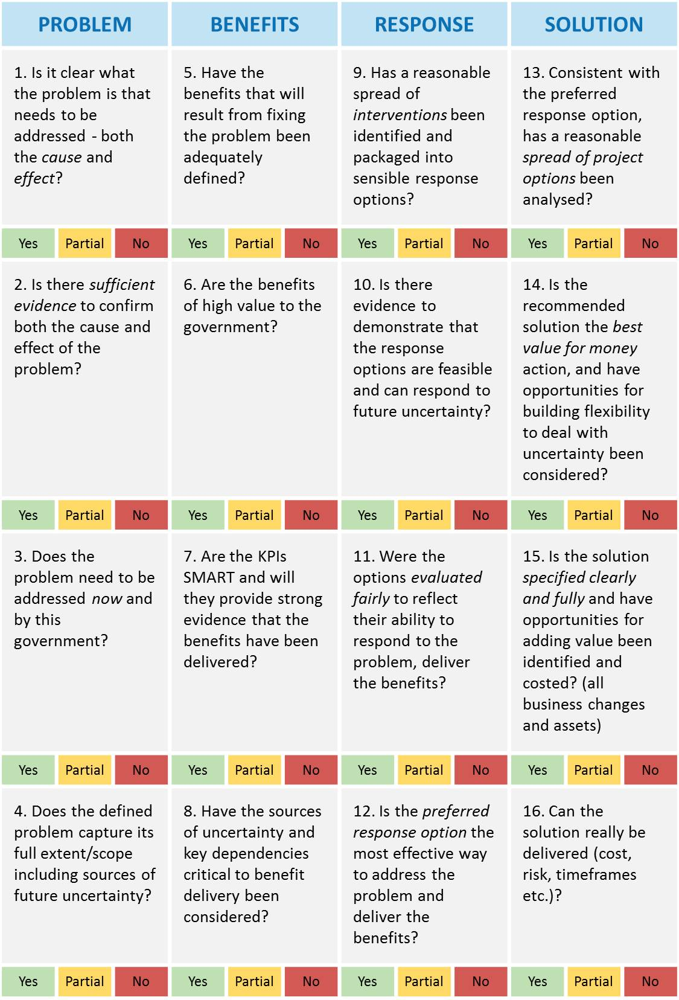 PROBLEM
BENEFITS
RESPONSE
SOLUTION
1. Is it clear what
the problem is that
needs to be
addressed - both
the cause and
effect?
5. Have the
benefits that will
result from fixing
the problem been
adequately
defined?
9. Has a reasonable
spread of
interventions been
identified and
packaged into
sensible response
options?
13. Consistent with
the preferred
response option,
has a reasonable
spread of project
options been
analysed?
Yes Partial No
Yes Partial No
Yes Partial No
Yes Partial No
2. Is there sufficient
evidence to confirm
both the cause and
effect of the
problem?
6. Are the benefits
of high value to the
government?
10. Is there
evidence to
demonstrate that
the response
options are feasible
and can respond to
future uncertainty?
14. Is the
recommended
solution the best
value for money
action, and have
opportunities for
building flexibility
to deal with
uncertainty been
considered?
Yes Partial No
Yes Partial No
Yes Partial No
Yes Partial No
3. Does the
problem need to be
addressed now and
by this
government?
7. Are the KPIs
SMART and will
they provide strong
evidence that the
benefits have been
delivered?
11. Were the
options evaluated
fairly to reflect
their ability to
respond to the
problem, deliver
the benefits?
15. Is the solution
specified clearly
and fully and have
opportunities for
adding value been
identified and
costed? (all
business changes
and assets)
Yes Partial No
Yes Partial No
Yes Partial No
Yes Partial No
4. Does the defined
problem capture its
full extent/scope
including sources of
future uncertainty?
8. Have the sources
of uncertainty and
key dependencies
critical to benefit
delivery been
considered?
12. Is the preferred
response option the
most effective way
to address the
problem and
deliver the
benefits?
16. Can the
solution really be
delivered (cost,
risk, timeframes
etc.)?
Yes Partial No
Yes Partial No
Yes Partial No
Yes Partial No